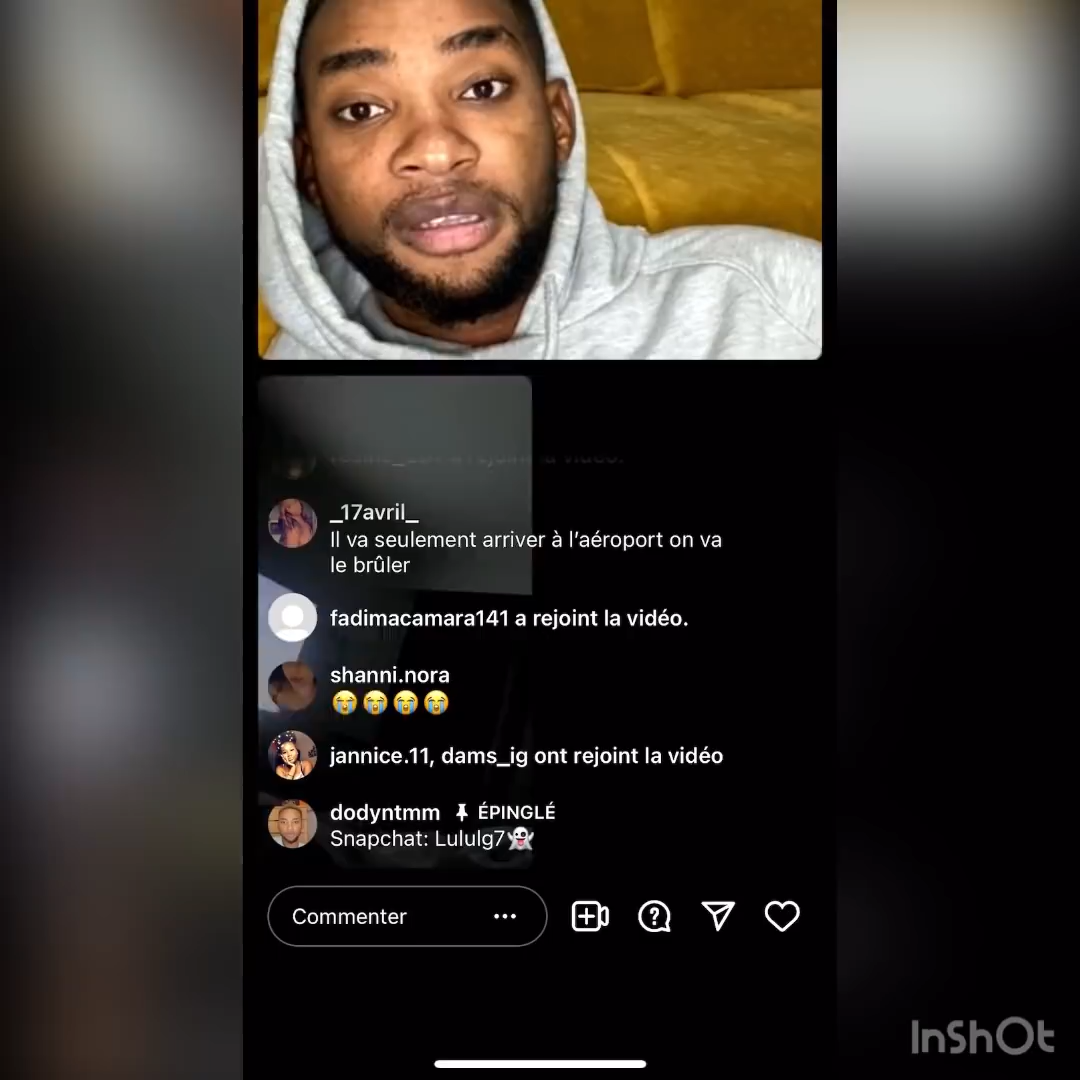 _17avril_
Il va seulement arriver à l'aéroport on va
le brûler
fadimacamara141 a rejoint la vidéo.
shanni.nora
😭😭😭😭
jannice.11, dams_ig ont rejoint la vidéo
dodyntmm 📌 ÉPINGLÉ
Snapchat: Lululg7👻
Commenter
InShOt